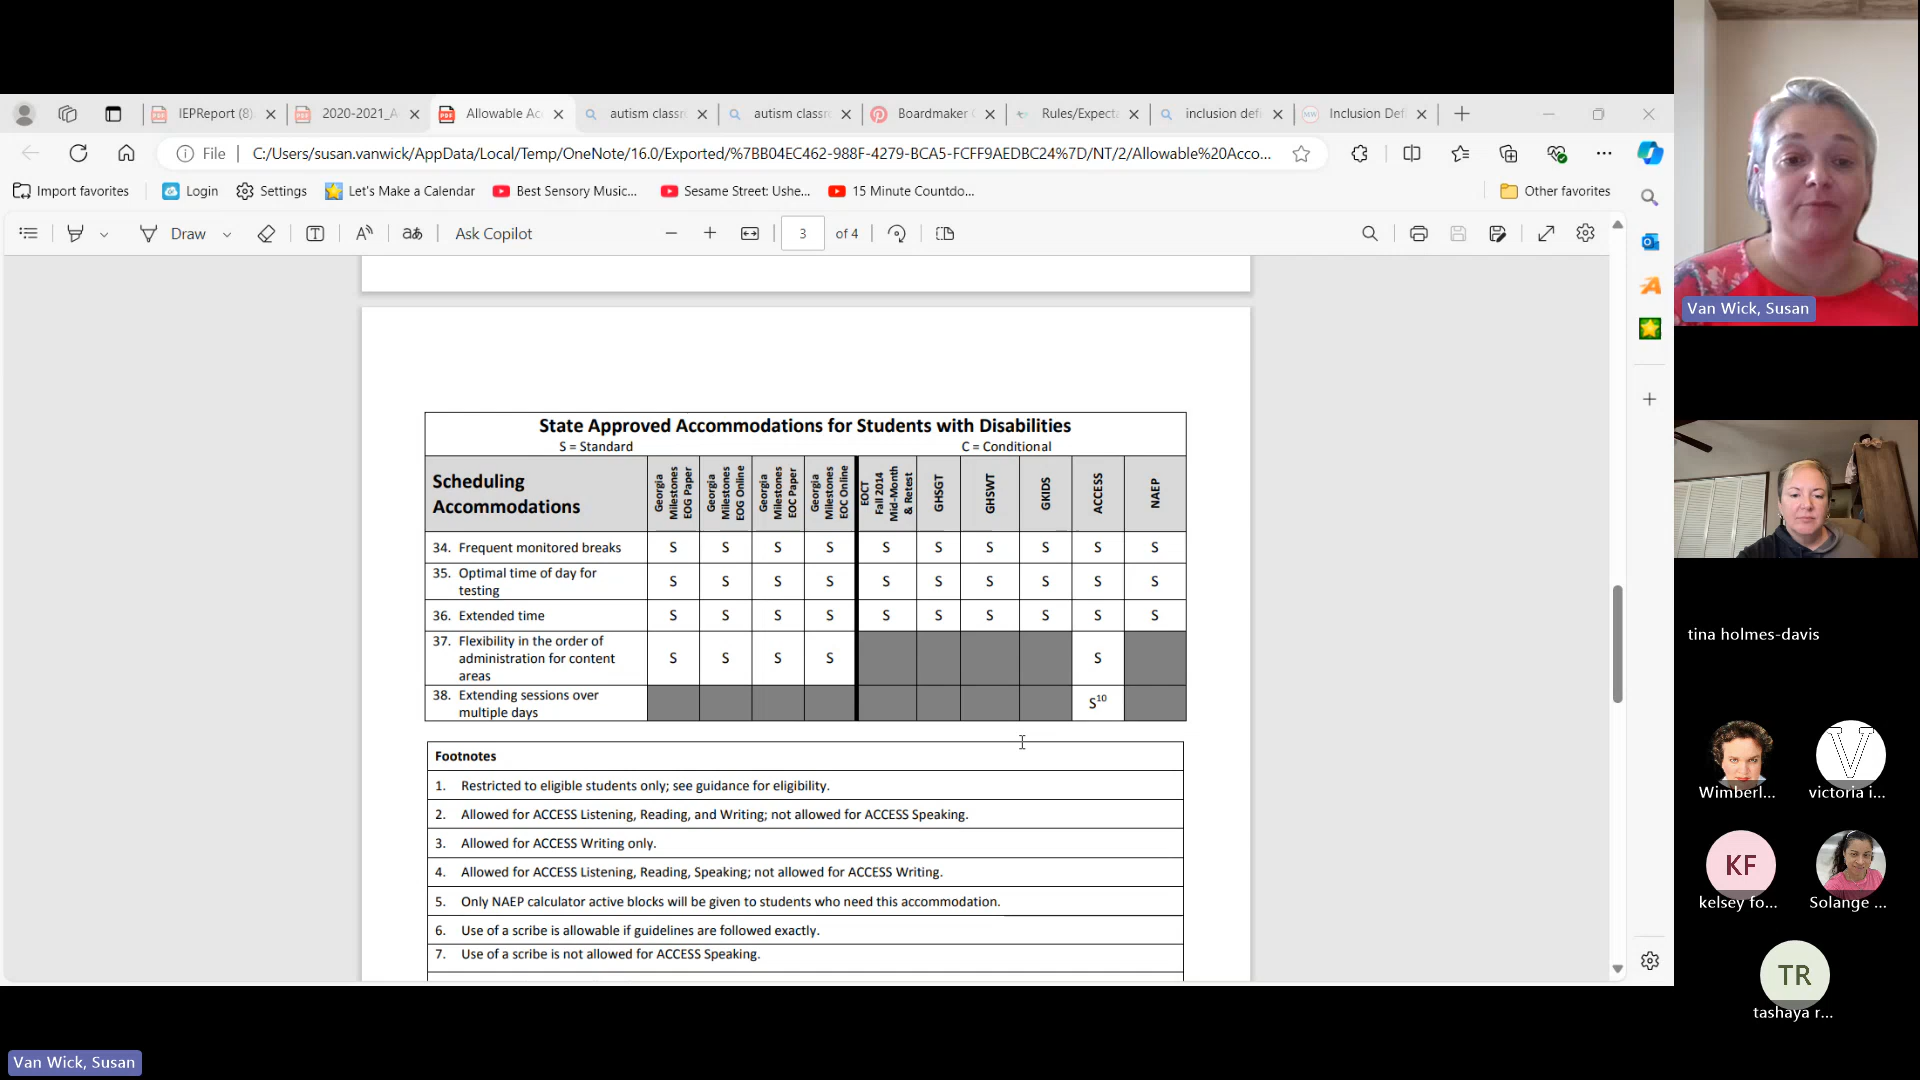 IEPReport (8)
2020-2021_A
Allowable Acc
autism classr
autism classr
Boardmaker
Rules/Expecta
inclusion defi
Inclusion Def
File
C:/Users/susan.vanwick/AppData/Local/Temp/OneNote/16.0/Exported/%7BB04EC462-988F-4279-BCA5-FCFF9AEDBC24%7D/NT/2/Allowable%20Acco...
Import favorites
Login
Settings
Let's Make a Calendar
Best Sensory Music...
Sesame Street: Ushe...
15 Minute Countdo...
Other favorites
Draw
Ask Copilot
3
of 4
State Approved Accommodations for Students with Disabilities
S = Standard C = Conditional
Scheduling
Accommodations
Georgia
Milestones
EOG Paper
Georgia
Milestones
EOG Online
Georgia
Milestones
EOC Paper
Georgia
Milestones
EOC Online
EOCT
Fall 2014
Mid-Month
& Retest
GHSGT
GHSWT
GKIDS
ACCESS
NAEP
34. Frequent monitored breaks S S S S S S S S S S
35. Optimal time of day for
testing S S S S S S S S S S
36. Extended time S S S S S S S S S S
37. Flexibility in the order of
administration for content S S S S S
areas
38. Extending sessions over
multiple days S10
Footnotes
1. Restricted to eligible students only; see guidance for eligibility.
2. Allowed for ACCESS Listening, Reading, and Writing; not allowed for ACCESS Speaking.
3. Allowed for ACCESS Writing only.
4. Allowed for ACCESS Listening, Reading, Speaking; not allowed for ACCESS Writing.
5. Only NAEP calculator active blocks will be given to students who need this accommodation.
6. Use of a scribe is allowable if guidelines are followed exactly.
7. Use of a scribe is not allowed for ACCESS Speaking.
Van Wick, Susan
tina holmes-davis
Wimberl...
V
victoria i...
KF
kelsey fo...
Solange ...
TR
tashaya r...
Van Wick, Susan